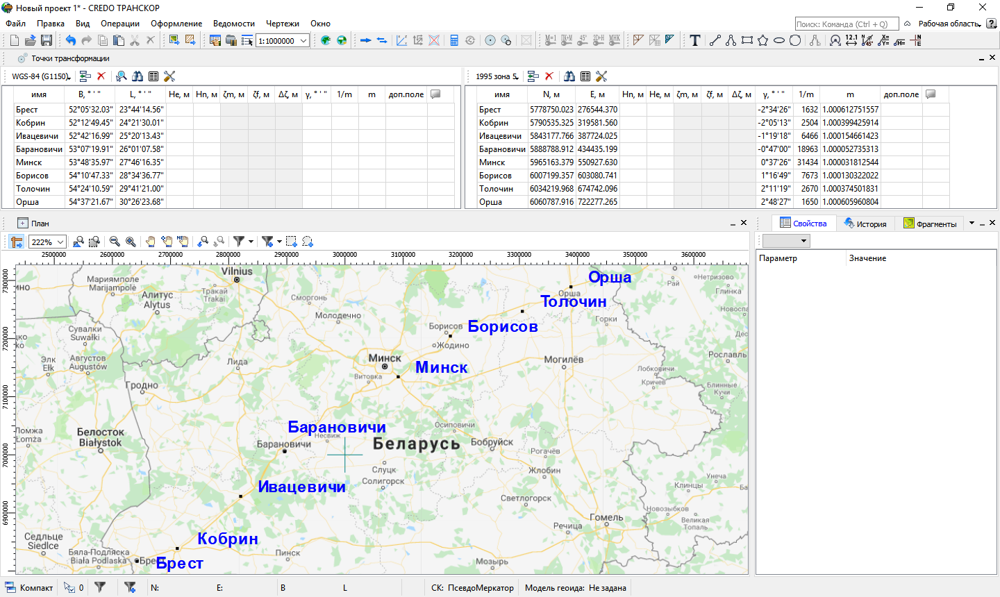 Новый проект 1* - CREDO ТРАНСКОР
Файл Правка Вид Операции Оформление Ведомости Чертежи Окно
Поиск: Команда (Ctrl + Q) Рабочая область
1:1000000
Точки трансформации
WGS-84 (G1150)
имя B, ° ' " L, ° ' " He, м Hn, м ζm, м ζf, м Δζ, м γ, ° ' " 1/m m доп.поле
Брест 52°05'32.03" 23°44'14.56"
Кобрин 52°12'49.45" 24°21'30.01"
Ивацевичи 52°42'16.99" 25°20'13.43"
Барановичи 53°07'19.91" 26°01'07.58"
Минск 53°48'35.97" 27°46'16.35"
Борисов 54°10'47.33" 28°34'36.77"
Толочин 54°24'10.59" 29°41'21.00"
Орша 54°37'21.67" 30°26'23.68"
1995 зона 5
имя N, м E, м Hn, м He, м ζm, м ζf, м Δζ, м γ, ° ' " 1/m m доп.поле
Брест 5778750.023 276544.370 -2°34'26" 1632 1.000612751557
Кобрин 5790535.325 319581.560 -2°05'13" 2504 1.000399425914
Ивацевичи 5843177.766 387724.025 -1°19'18" 6466 1.000154661423
Барановичи 5888788.912 434435.199 -0°47'00" 18963 1.000052735313
Минск 5965163.379 550927.630 0°37'26" 31434 1.000031812544
Борисов 6007199.357 603080.741 1°16'49" 7673 1.000130322022
Толочин 6034219.968 674742.096 2°11'19" 2670 1.000374501831
Орша 6060787.916 722277.265 2°48'27" 1650 1.000605960804
План
222%
2500000 2600000 2700000 2800000 2900000 3000000 3100000 3200000 3300000 3400000 3500000 3600000
7300000
7200000
7100000
7000000
6900000
Vilnius
Мариямполе
Marijampolė
Алитус
Alytus
Тракай
Trakai
Сморгонь
Молодечно
Сувалки
Suwałki
Элк
Ełk
Августов
Augustów
Лида
Гродно
Ломжа
Łomża
Белосток
Białystok
Седльце
Siedlce
Бяла-Подляска
Biała Podlaska
Брест
Кобрин
Пинск
Ивацевичи
Барановичи
Барановичи
Несвиж
Беларусь
Слуцк
Солигорск
Минск
Минск
Витовка
Борисов
Борисов
Жодино
Толочин
Орша
Орша
Горки
Рай
Нетризово
Глинка
Могилёв
Рославль
Лобковичи
Кричев
Блинные
Кучи
Осиповичи
Бобруйск
Рогачёв
Жлобин
Светлогорск
Унеча
Клинцы
Новозыбков
Великая
Тополь
Гомель
Речица
Мозырь
Свойства История Фрагменты
Параметр Значение
Компакт 0 N: E: B L СК: ПсевдоМеркатор Модель геоида: Не задана